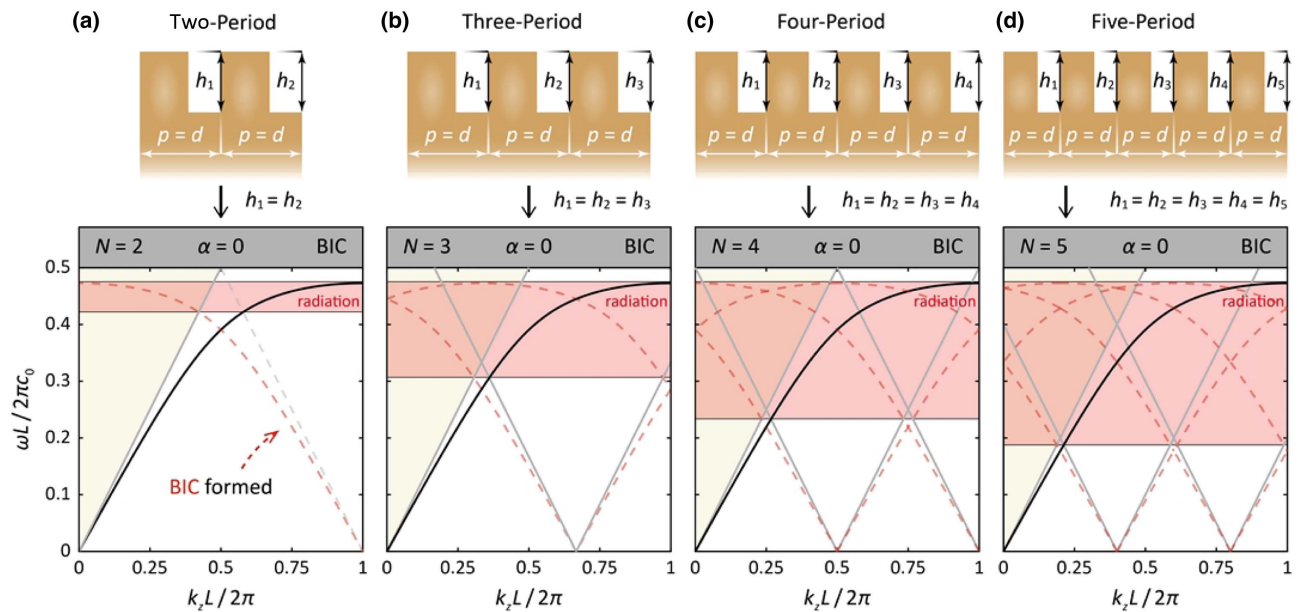 (a) Two-Period
h1 h2
p = d p = d
h1 = h2
N = 2 α = 0 BIC
radiation
BIC formed
0.5
0.4
0.3
0.2
0.1
0
ωL / 2πc0
0 0.25 0.5 0.75 1
kzL / 2π
(b) Three-Period
h1 h2 h3
p = d p = d p = d
h1 = h2 = h3
N = 3 α = 0 BIC
radiation
0 0.25 0.5 0.75 1
kzL / 2π
(c) Four-Period
h1 h2 h3 h4
p = d p = d p = d p = d
h1 = h2 = h3 = h4
N = 4 α = 0 BIC
radiation
0 0.25 0.5 0.75 1
kzL / 2π
(d) Five-Period
h1 h2 h3 h4 h5
p = d p = d p = d p = d p = d
h1 = h2 = h3 = h4 = h5
N = 5 α = 0 BIC
radiation
0 0.25 0.5 0.75 1
kzL / 2π